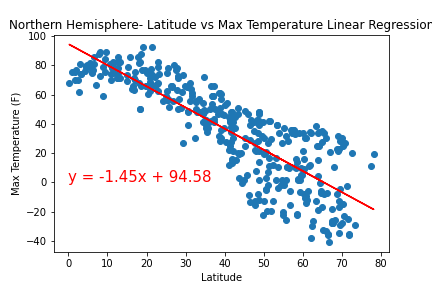 Northern Hemisphere- Latitude vs Max Temperature Linear Regression
100
80
60
40
20
0
−20
−40
Max Temperature (F)
y = -1.45x + 94.58
0 10 20 30 40 50 60 70 80
Latitude